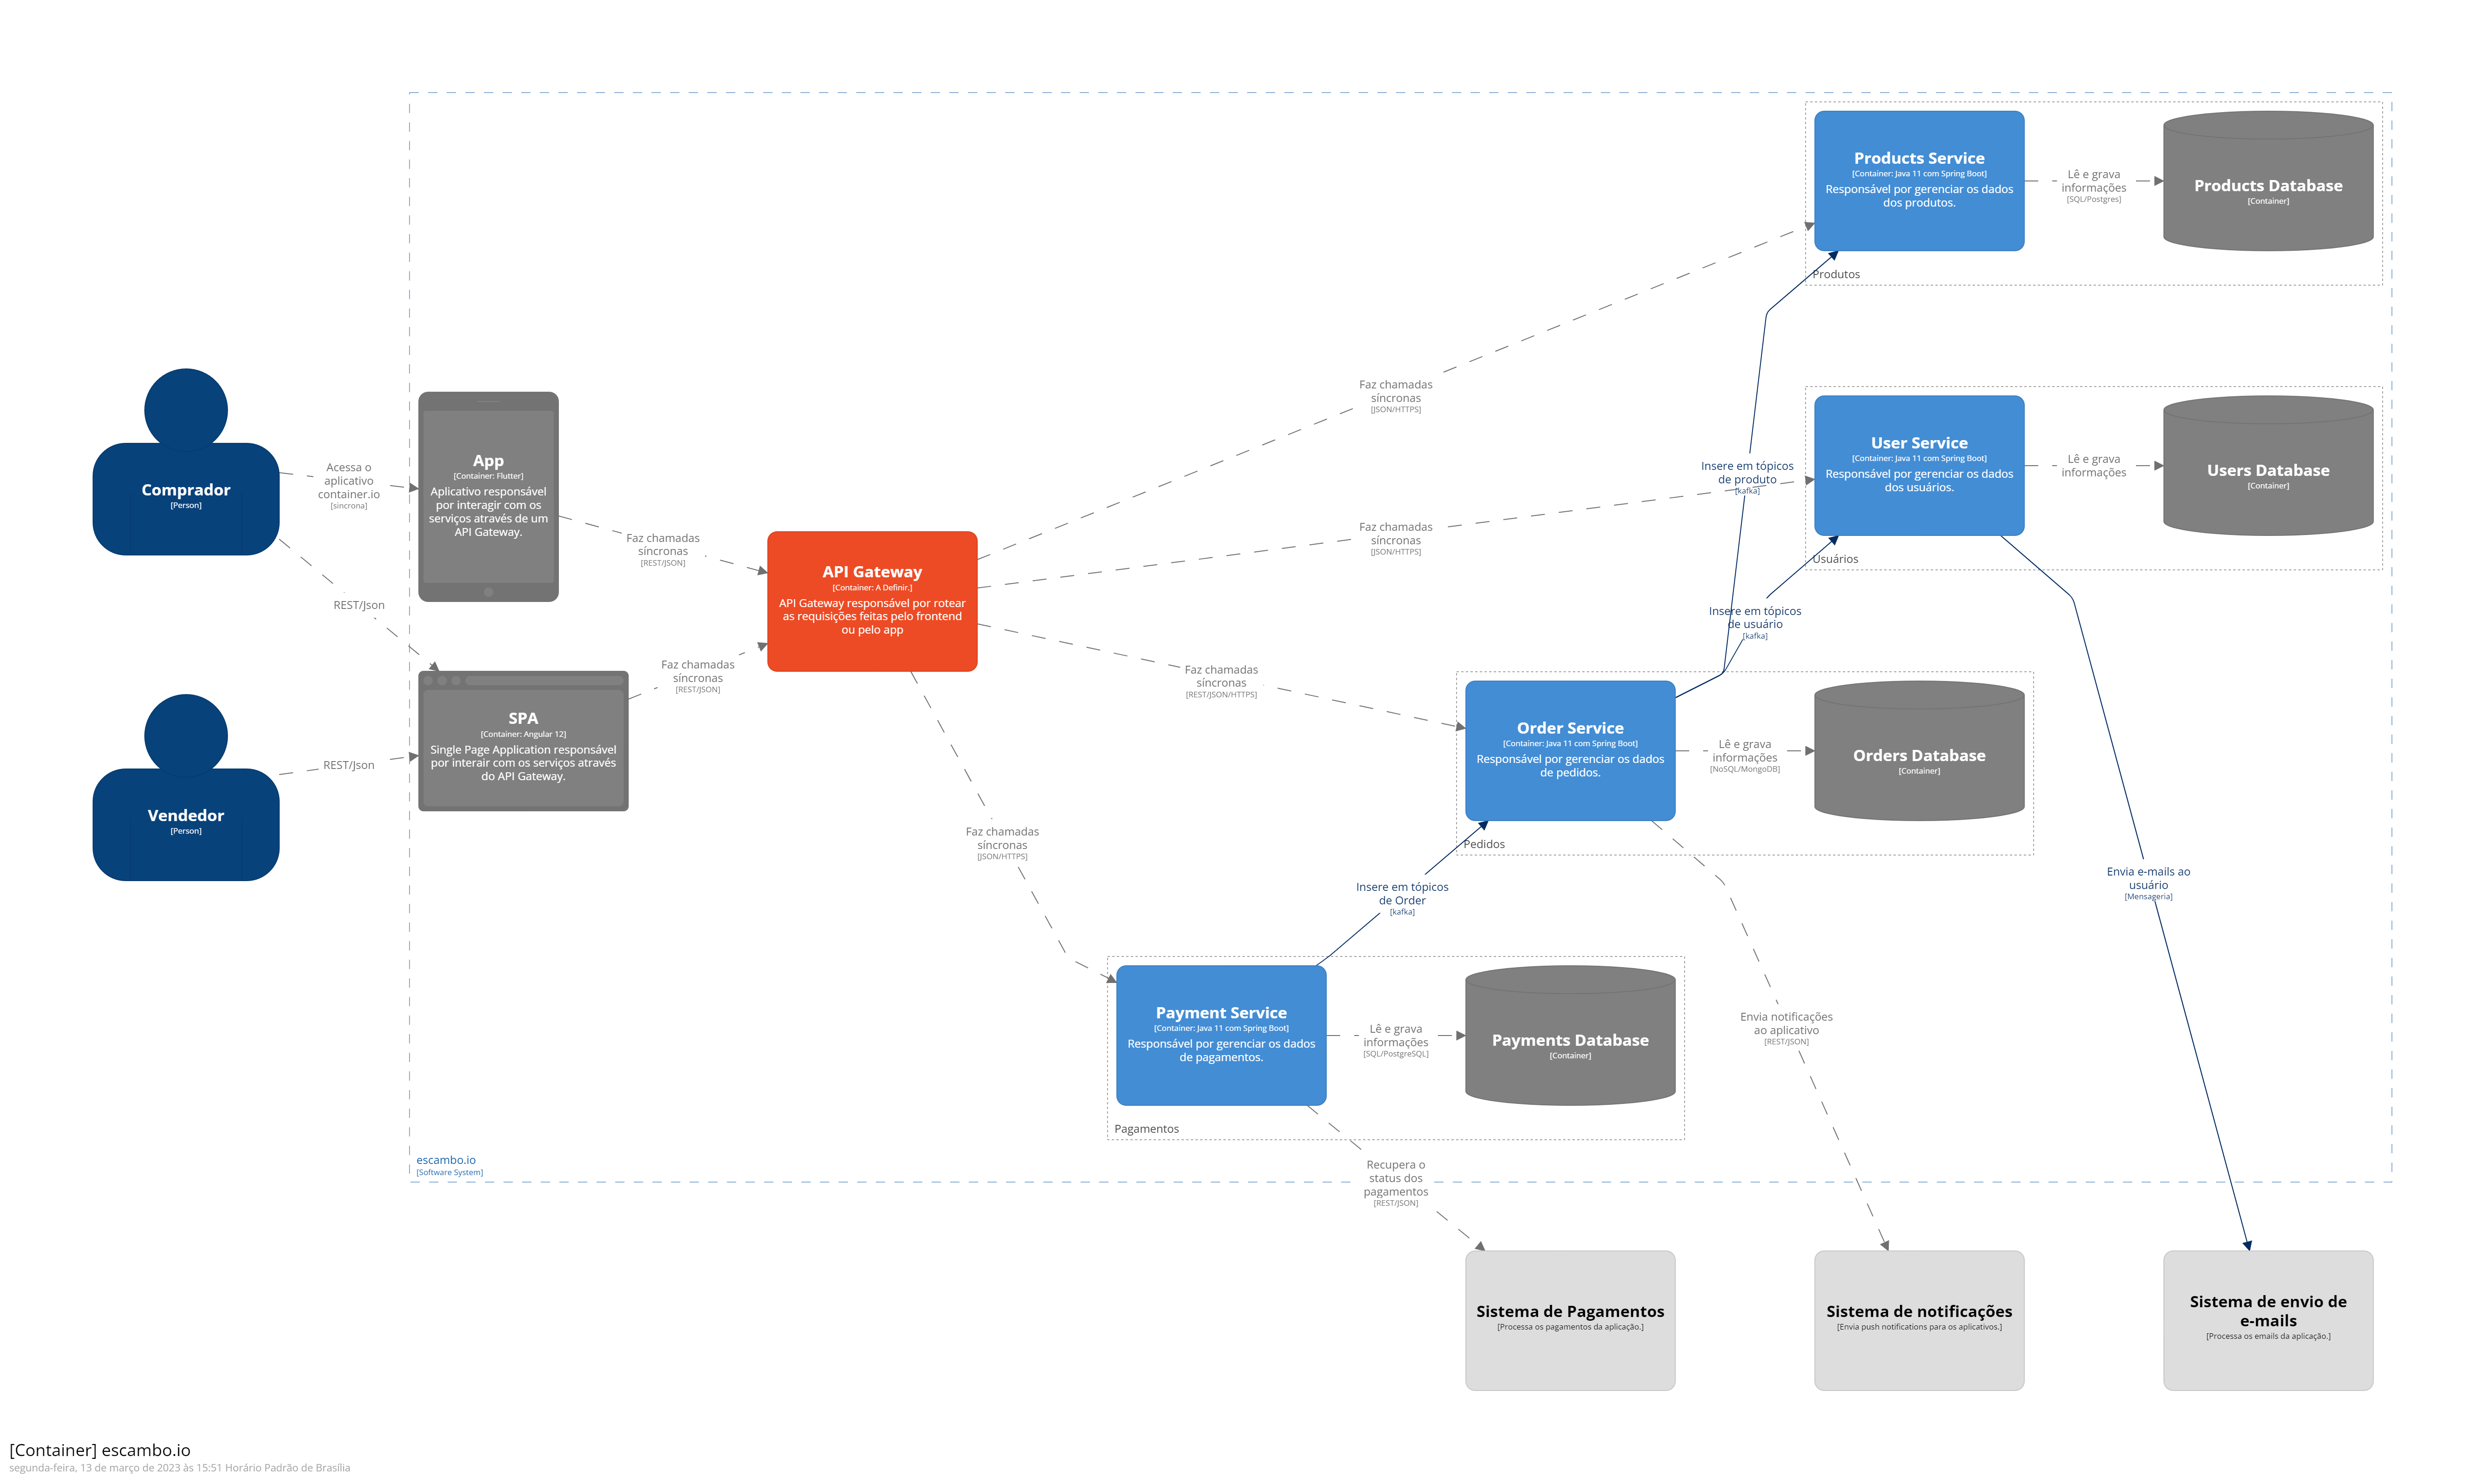 Products Service
[Container: Java 11 com Spring Boot]
Responsável por gerenciar os dados
dos produtos.
Lê e grava
informações
[SQL/Postgres]
Products Database
[Container]
Produtos
Faz chamadas
síncronas
[JSON/HTTPS]
Comprador
[Person]
Acessa o
aplicativo
container.io
[sincrona]
App
[Container: Flutter]
Aplicativo responsável
por interagir com os
serviços através de um
API Gateway.
Faz chamadas
síncronas
[REST/JSON]
API Gateway
[Container: A Definir.]
API Gateway responsável por rotear
as requisições feitas pelo frontend
ou pelo app
Faz chamadas
síncronas
[JSON/HTTPS]
Insere em tópicos
de produto
[kafka]
User Service
[Container: Java 11 com Spring Boot]
Responsável por gerenciar os dados
dos usuários.
Lê e grava
informações
Users Database
[Container]
Usuários
Insere em tópicos
de usuário
[kafka]
REST/Json
Vendedor
[Person]
REST/Json
SPA
[Container: Angular 12]
Single Page Application responsável
por interair com os serviços através
do API Gateway.
Faz chamadas
síncronas
[REST/JSON]
Faz chamadas
síncronas
[REST/JSON/HTTPS]
Order Service
[Container: Java 11 com Spring Boot]
Responsável por gerenciar os dados
de pedidos.
Lê e grava
informações
[NoSQL/MongoDB]
Orders Database
[Container]
Pedidos
Faz chamadas
síncronas
[JSON/HTTPS]
Insere em tópicos
de Order
[kafka]
Envia e-mails ao
usuário
[Mensageria]
Payment Service
[Container: Java 11 com Spring Boot]
Responsável por gerenciar os dados
de pagamentos.
Lê e grava
informações
[SQL/PostgreSQL]
Payments Database
[Container]
Pagamentos
Envia notificações
ao aplicativo
[REST/JSON]
escambo.io
[Software System]
Recupera o
status dos
pagamentos
[REST/JSON]
Sistema de Pagamentos
[Processa os pagamentos da aplicação.]
Sistema de notificações
[Envia push notifications para os aplicativos.]
Sistema de envio de
e-mails
[Processa os emails da aplicação.]
[Container] escambo.io
segunda-feira, 13 de março de 2023 às 15:51 Horário Padrão de Brasília